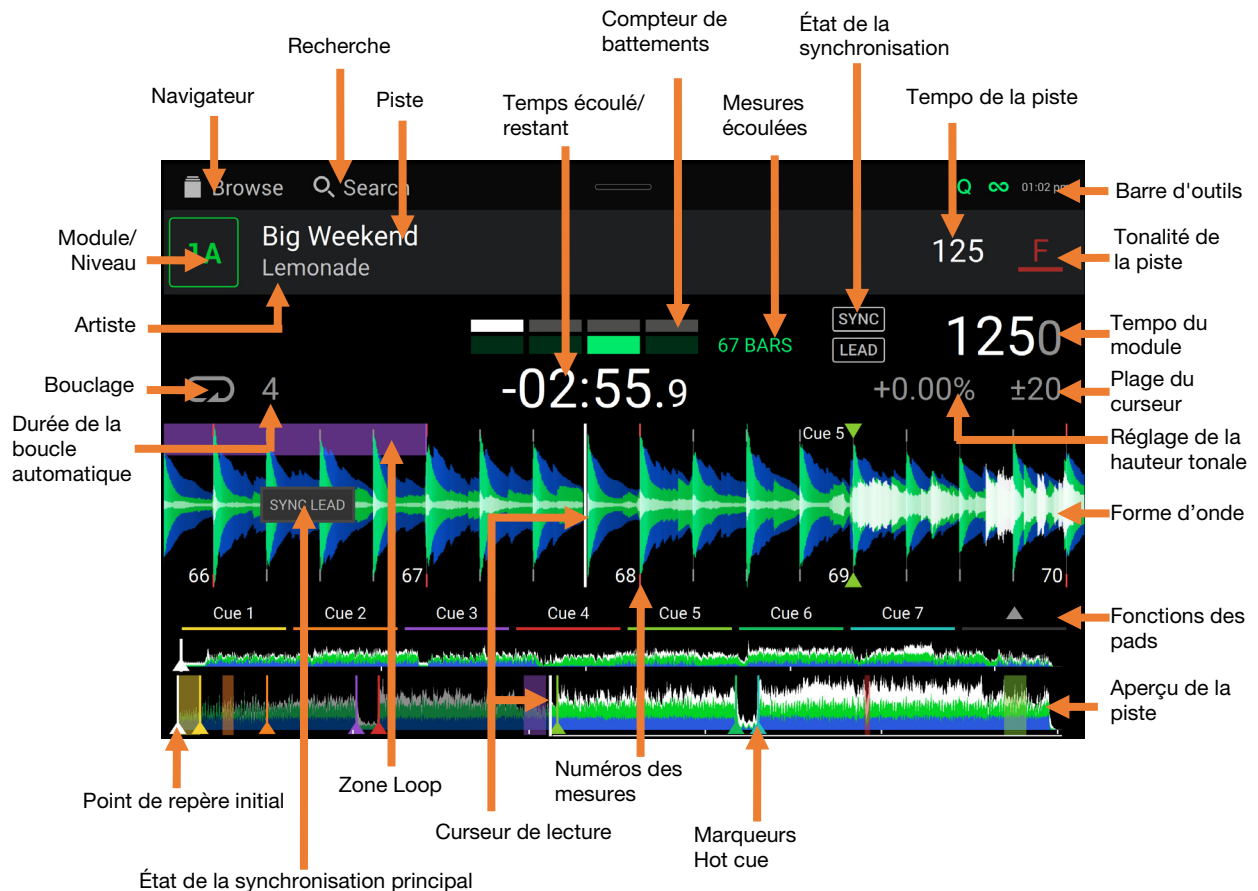 Compteur de
battements
État de la
synchronisation
Recherche
Navigateur
Piste
Temps écoulé/
restant
Mesures
écoulées
Tempo de la piste
Browse
Search
Q ∞ 01:02 pm
Barre d'outils
Module/
Niveau
1A
Big Weekend
Lemonade
125
F
Tonalité de
la piste
Artiste
67 BARS
SYNC
LEAD
1250
Tempo du
module
Bouclage
4
-02:55.9
+0.00%
±20
Plage du
curseur
Durée de la
boucle
automatique
Cue 5
Réglage de la
hauteur tonale
SYNC LEAD
Forme d'onde
66
67
68
69
70
Cue 1
Cue 2
Cue 3
Cue 4
Cue 5
Cue 6
Cue 7
Fonctions des
pads
Aperçu de la
piste
Point de repère initial
Zone Loop
Numéros des
mesures
Curseur de lecture
Marqueurs
Hot cue
État de la synchronisation principal